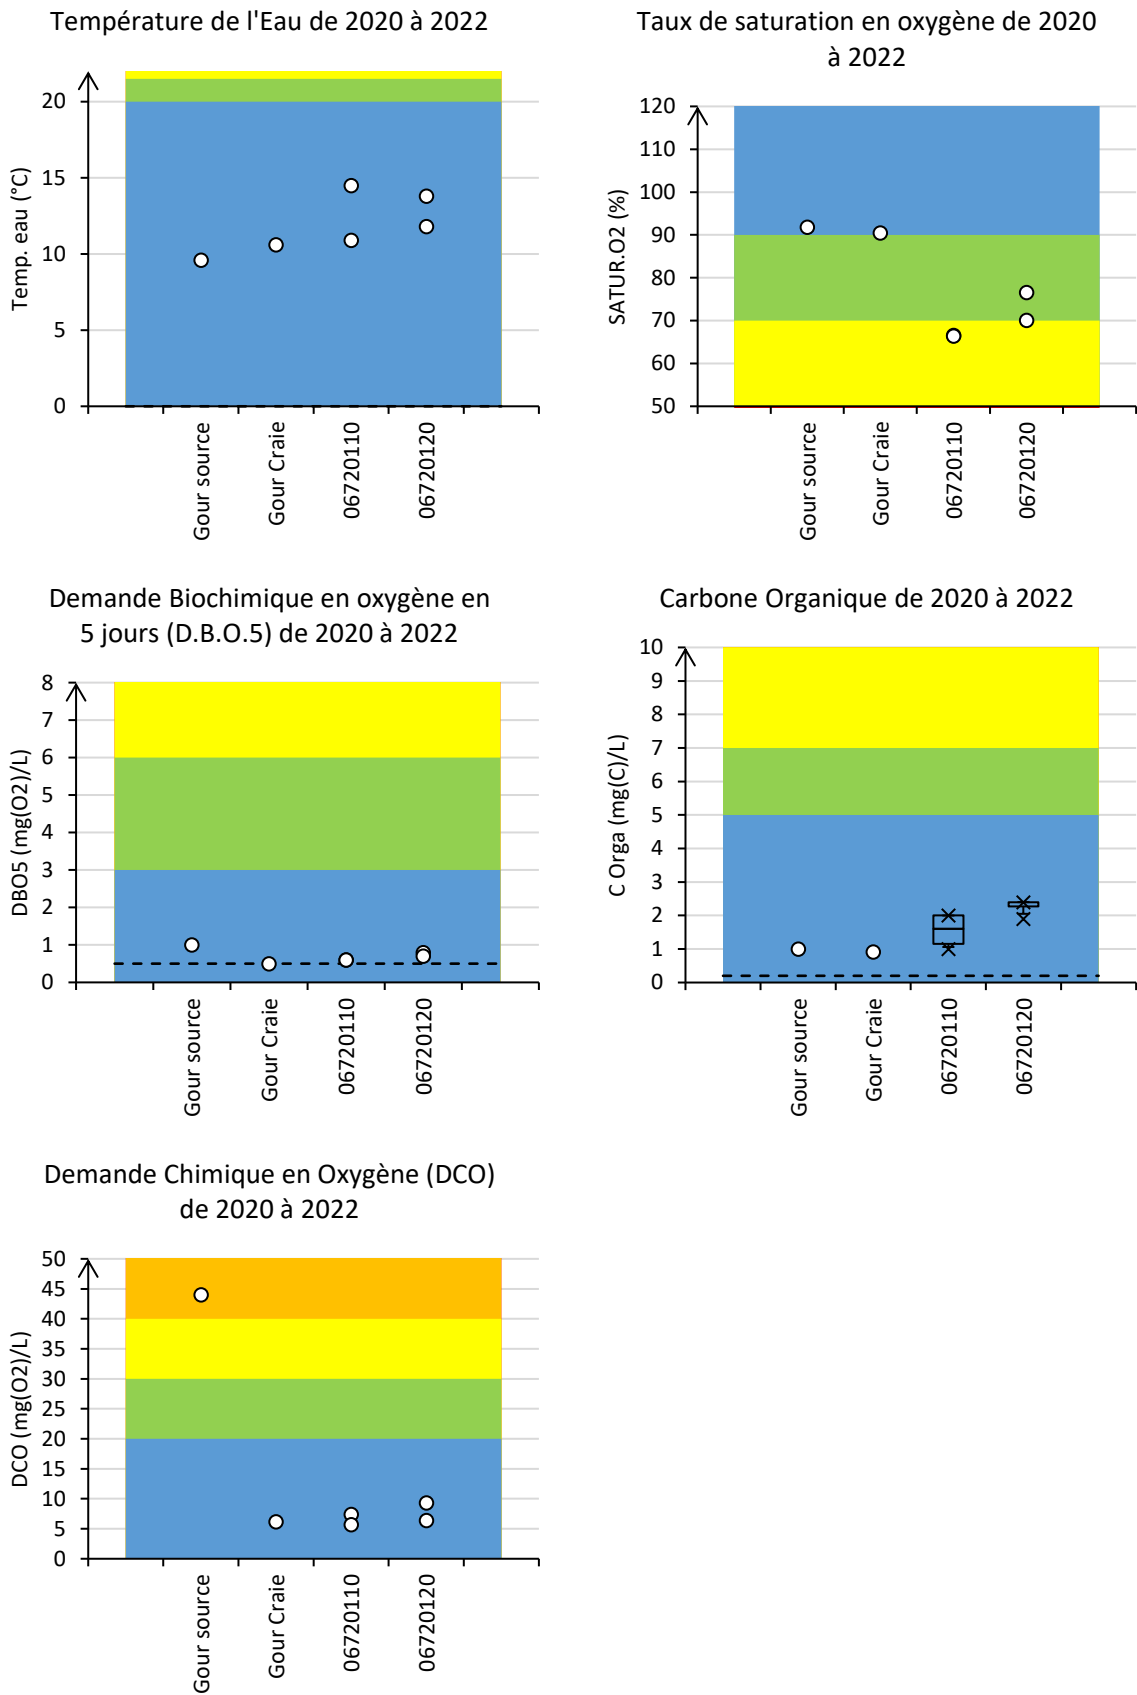 Température de l'Eau de 2020 à 2022
Temp. eau (°C)
20
15
10
5
0
Gour source
Gour Craie
06720110
06720120
Taux de saturation en oxygène de 2020
à 2022
SATUR.O2 (%)
120
110
100
90
80
70
60
50
Gour source
Gour Craie
06720110
06720120
Demande Biochimique en oxygène en
5 jours (D.B.O.5) de 2020 à 2022
DBO5 (mg(O2)/L)
8
7
6
5
4
3
2
1
0
Gour source
Gour Craie
06720110
06720120
Carbone Organique de 2020 à 2022
C Orga (mg(C)/L)
10
9
8
7
6
5
4
3
2
1
0
Gour source
Gour Craie
06720110
06720120
Demande Chimique en Oxygène (DCO)
de 2020 à 2022
DCO (mg(O2)/L)
50
45
40
35
30
25
20
15
10
5
0
Gour source
Gour Craie
06720110
06720120